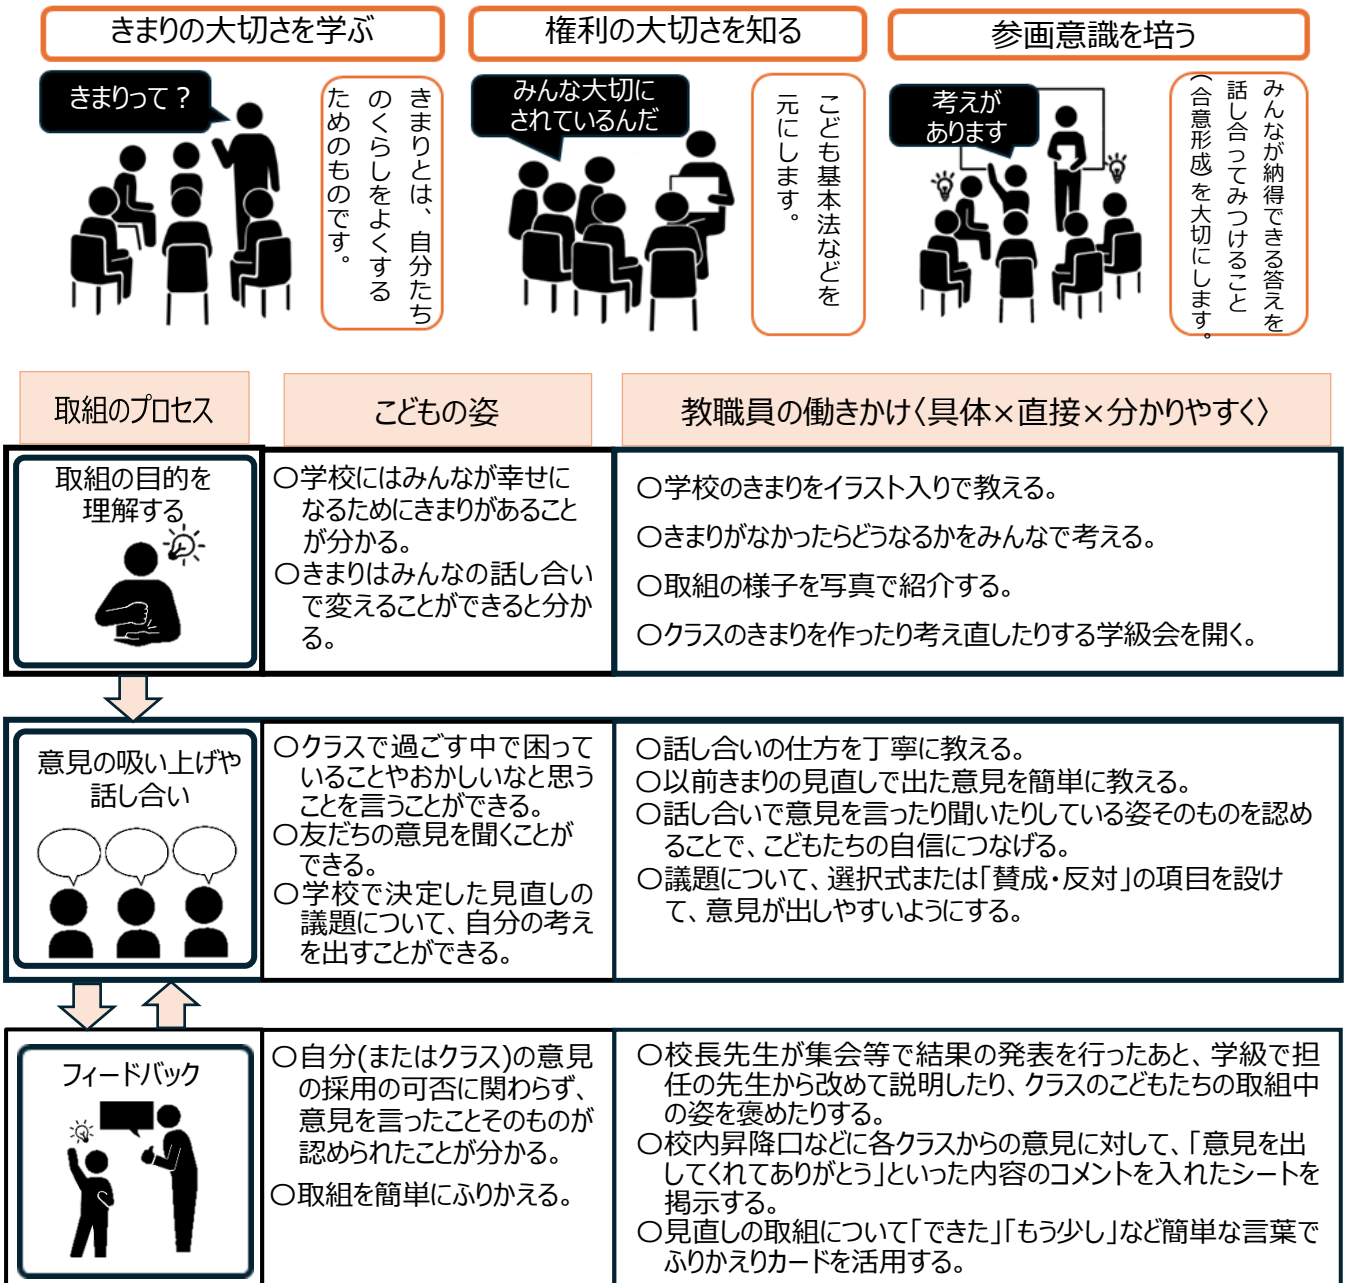 きまりの大切さを学ぶ
きまりって？
きまりとは、自分たち
のくらしをよくする
ためのものです。
権利の大切さを知る
みんな大切に
されているんだ
こども基本法などを
元にします。
参画意識を培う
考えが
あります
みんなが納得できる答えを
話し合ってみつけること
(合意形成)を大切にします。
取組のプロセス
こどもの姿
教職員の働きかけ〈具体×直接×分かりやすく〉
取組の目的を
理解する
〇学校にはみんなが幸せに
なるためにきまりがあること
が分かる。
〇きまりはみんなの話し合い
で変えることができると分か
る。
〇学校のきまりをイラスト入りで教える。
〇きまりがなかったらどうなるかをみんなで考える。
〇取組の様子を写真で紹介する。
〇クラスのきまりを作ったり考え直したりする学級会を開く。
意見の吸い上げや
話し合い
〇クラスで過ごす中で困って
いることやおかしいなと思う
ことを言うことができる。
〇友だちの意見を聞くことが
できる。
〇学校で決定した見直しの
議題について、自分の考え
を出すことができる。
〇話し合いの仕方を丁寧に教える。
〇以前きまりの見直しで出た意見を簡単に教える。
〇話し合いで意見を言ったり聞いたりしている姿そのものを認め
ることで、こどもたちの自信につなげる。
〇議題について、選択式または「賛成・反対」の項目を設け
て、意見が出しやすいようにする。
フィードバック
〇自分(またはクラス)の意見
の採用の可否に関わらず、
意見を言ったことそのものが
認められたことが分かる。
〇取組を簡単にふりかえる。
〇校長先生が集会等で結果の発表を行ったあと、学級で担
任の先生から改めて説明したり、クラスのこどもたちの取組中
の姿を褒めたりする。
〇校内昇降口などに各クラスからの意見に対して、「意見を出
してくれてありがとう」といった内容のコメントを入れたシートを
掲示する。
〇見直しの取組について「できた」「もう少し」など簡単な言葉で
ふりかえりカードを活用する。